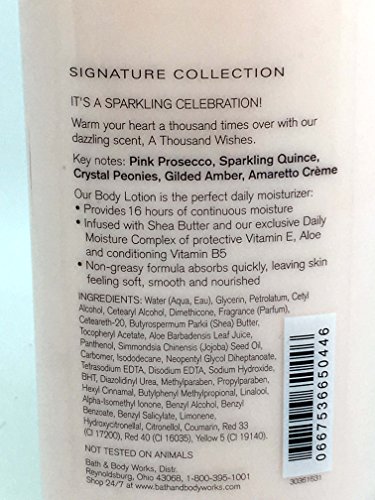 SIGNATURE COLLECTION
IT'S A SPARKLING CELEBRATION!
Warm your heart a thousand times over with our
dazzling scent, A Thousand Wishes.
Key notes: Pink Prosecco, Sparkling Quince,
Crystal Peonies, Gilded Amber, Amaretto Crème
Our Body Lotion is the perfect daily moisturizer:
• Provides 16 hours of continuous moisture
• Infused with Shea Butter and our exclusive Daily
Moisture Complex of protective Vitamin E, Aloe
and conditioning Vitamin B5
• Non-greasy formula absorbs quickly, leaving skin
feeling soft, smooth and nourished
INGREDIENTS: Water (Aqua, Eau), Glycerin, Petrolatum, Cetyl
Alcohol, Cetearyl Alcohol, Dimethicone, Fragrance (Parfum),
Ceteareth-20, Butyrospermum Parkii (Shea) Butter,
Tocopheryl Acetate, Aloe Barbadensis Leaf Juice,
Panthenol, Simmondsia Chinensis (Jojoba) Seed Oil,
Carbomer, Isododecane, Neopentyl Glycol Diheptanoate,
Tetrasodium EDTA, Disodium EDTA, Sodium Hydroxide,
BHT, Diazolidinyl Urea, Methylparaben, Propylparaben,
Hexyl Cinnamal, Butylphenyl Methylpropional, Linalool,
Alpha-Isomethyl Ionone, Benzyl Alcohol, Benzyl
Benzoate, Benzyl Salicylate, Limonene,
Hydroxycitronellal, Citronellol, Coumarin, Red 33
(CI 17200), Red 40 (CI 16035), Yellow 5 (CI 19140).
NOT TESTED ON ANIMALS
Bath & Body Works, Distr.
Reynoldsburg, Ohio 43068, 1-800-395-1001
Shop 24/7 at www.bathandbodyworks.com
30361631
0667536650446